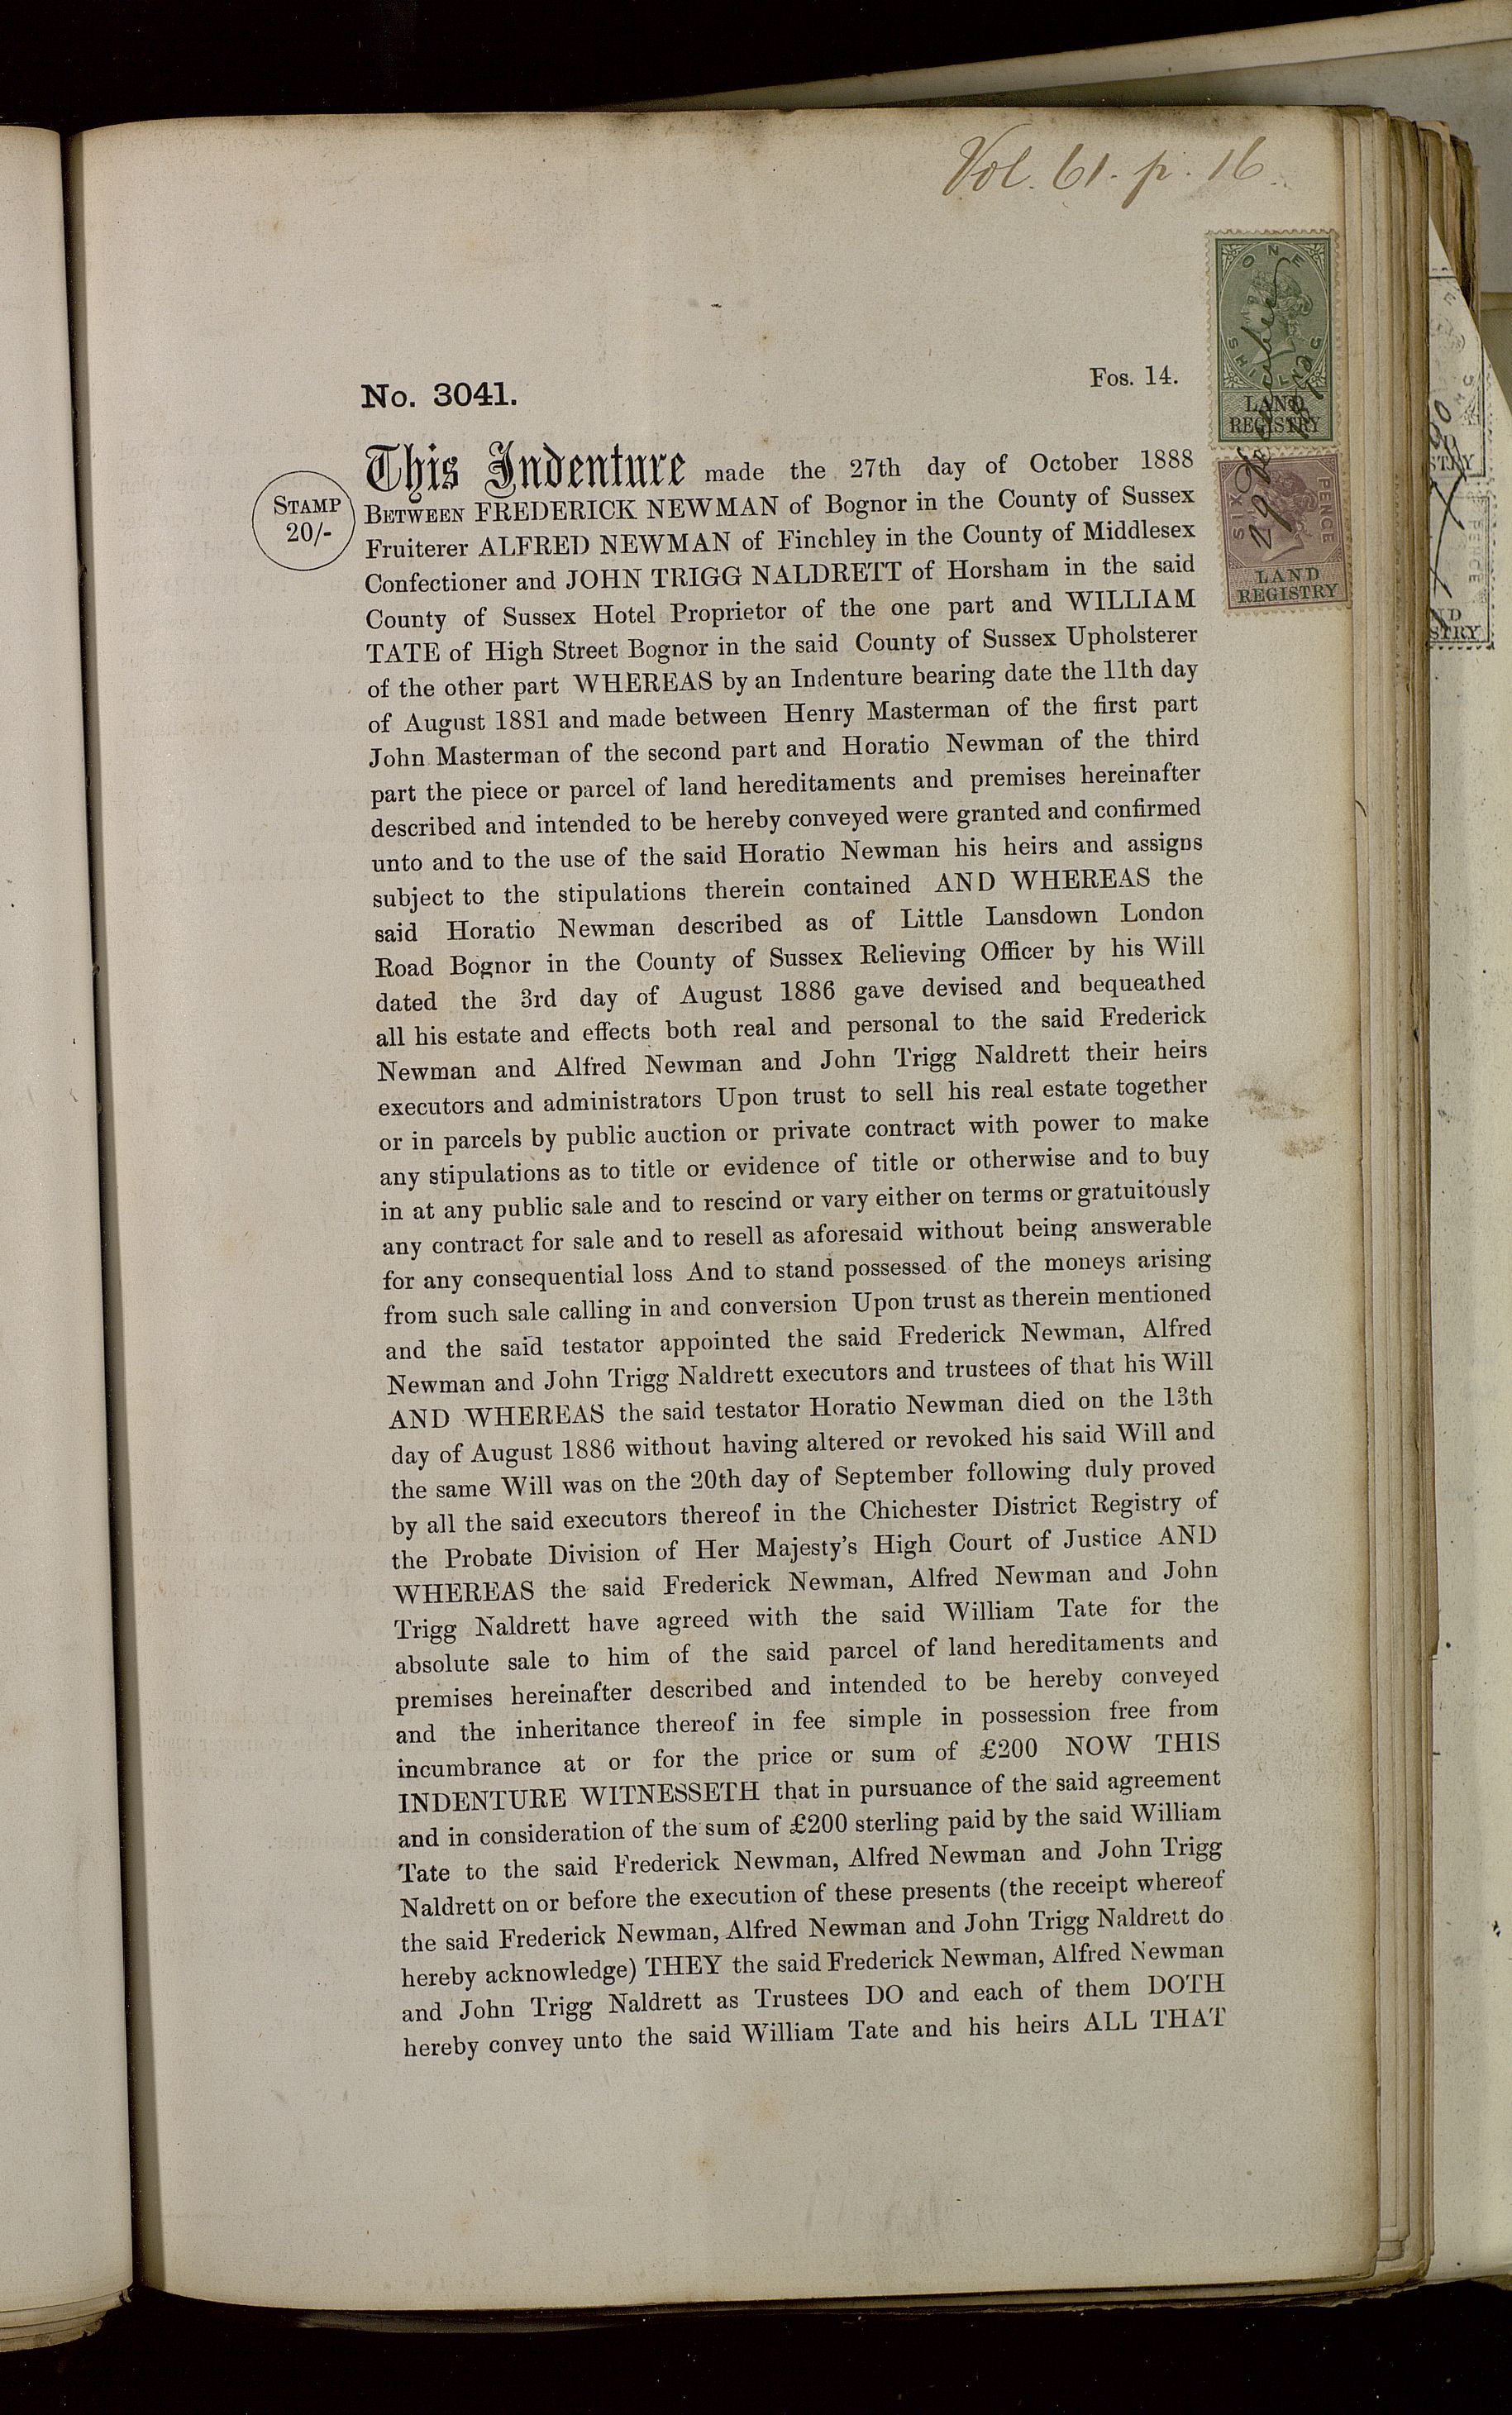 Vol. 61. p. 16.
ONE SHILLING
LAND
REGISTRY
No. 3041.
Fos. 14.
SIX PENCE
29
LAND
REGISTRY
STAMP
20/-
This Indenture made the 27th day of October 1888
BETWEEN FREDERICK NEWMAN of Bognor in the County of Sussex
Fruiterer ALFRED NEWMAN of Finchley in the County of Middlesex
Confectioner and JOHN TRIGG NALDRETT of Horsham in the said
County of Sussex Hotel Proprietor of the one part and WILLIAM
TATE of High Street Bognor in the said County of Sussex Upholsterer
of the other part WHEREAS by an Indenture bearing date the 11th day
of August 1881 and made between Henry Masterman of the first part
John Masterman of the second part and Horatio Newman of the third
part the piece or parcel of land hereditaments and premises hereinafter
described and intended to be hereby conveyed were granted and confirmed
unto and to the use of the said Horatio Newman his heirs and assigns
subject to the stipulations therein contained AND WHEREAS the
said Horatio Newman described as of Little Lansdown London
Road Bognor in the County of Sussex Relieving Officer by his Will
dated the 3rd day of August 1886 gave devised and bequeathed
all his estate and effects both real and personal to the said Frederick
Newman and Alfred Newman and John Trigg Naldrett their heirs
executors and administrators Upon trust to sell his real estate together
or in parcels by public auction or private contract with power to make
any stipulations as to title or evidence of title or otherwise and to buy
in at any public sale and to rescind or vary either on terms or gratuitously
any contract for sale and to resell as aforesaid without being answerable
for any consequential loss And to stand possessed of the moneys arising
from such sale calling in and conversion Upon trust as therein mentioned
and the said testator appointed the said Frederick Newman, Alfred
Newman and John Trigg Naldrett executors and trustees of that his Will
AND WHEREAS the said testator Horatio Newman died on the 13th
day of August 1886 without having altered or revoked his said Will and
the same Will was on the 20th day of September following duly proved
by all the said executors thereof in the Chichester District Registry of
the Probate Division of Her Majesty's High Court of Justice AND
WHEREAS the said Frederick Newman, Alfred Newman and John
Trigg Naldrett have agreed with the said William Tate for the
absolute sale to him of the said parcel of land hereditaments and
premises hereinafter described and intended to be hereby conveyed
and the inheritance thereof in fee simple in possession free from
incumbrance at or for the price or sum of £200 NOW THIS
INDENTURE WITNESSETH that in pursuance of the said agreement
and in consideration of the sum of £200 sterling paid by the said William
Tate to the said Frederick Newman, Alfred Newman and John Trigg
Naldrett on or before the execution of these presents (the receipt whereof
the said Frederick Newman, Alfred Newman and John Trigg Naldrett do
hereby acknowledge) THEY the said Frederick Newman, Alfred Newman
and John Trigg Naldrett as Trustees DO and each of them DOTH
hereby convey unto the said William Tate and his heirs ALL THAT